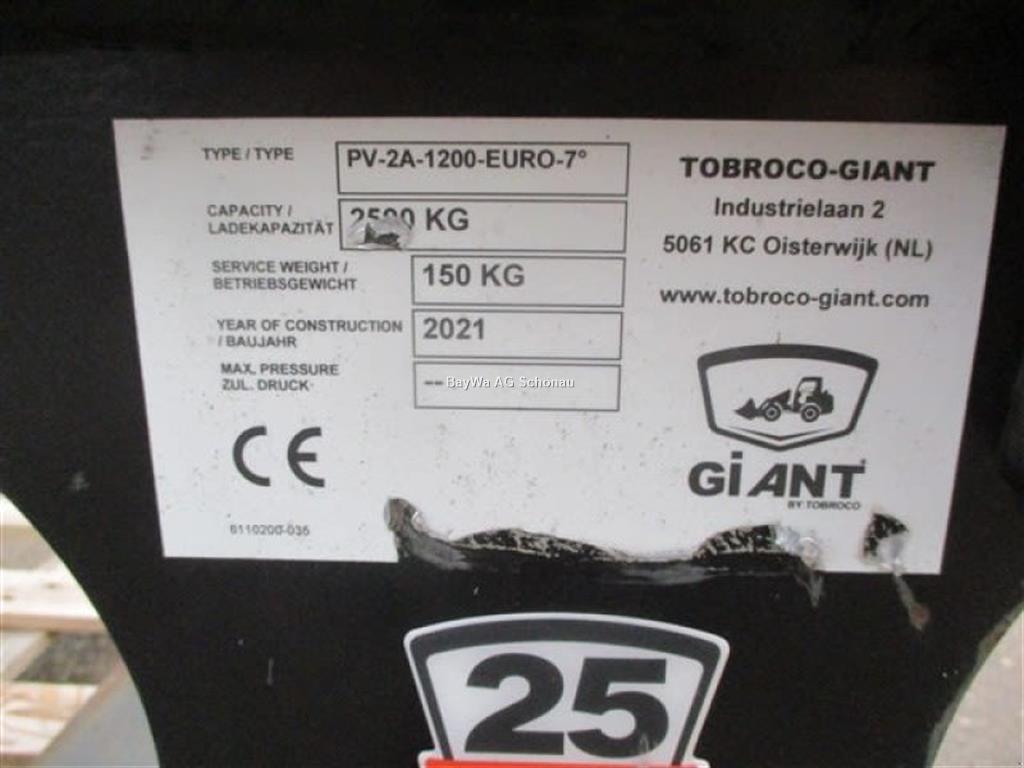 TYPE / TYPE
PV-2A-1200-EURO-7°
CAPACITY /
LADEKAPAZITÄT
KG
SERVICE WEIGHT /
BETRIEBSGEWICHT
150 KG
YEAR OF CONSTRUCTION
/ BAUJAHR
2021
MAX. PRESSURE
ZUL. DRUCK
--
BayWa AG Schönau
CE
6110200-036
TOBROCO-GIANT
Industrielaan 2
5061 KC Oisterwijk (NL)
www.tobroco-giant.com
GiANT
BY TOBROCO
25